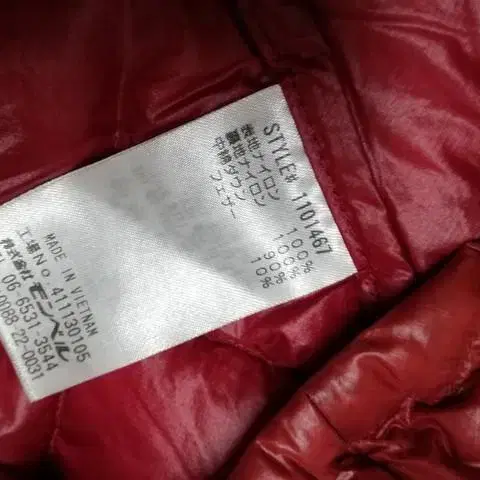 STYLE# 1101467
表地ナイロン 100%
裏地ナイロン 100%
中綿ダウン 90%
フェザー 10%
MADE IN VIETNAM
工場No. 411130105
株式会社モンベル
TEL 06-6531-3544
0088-22-0031